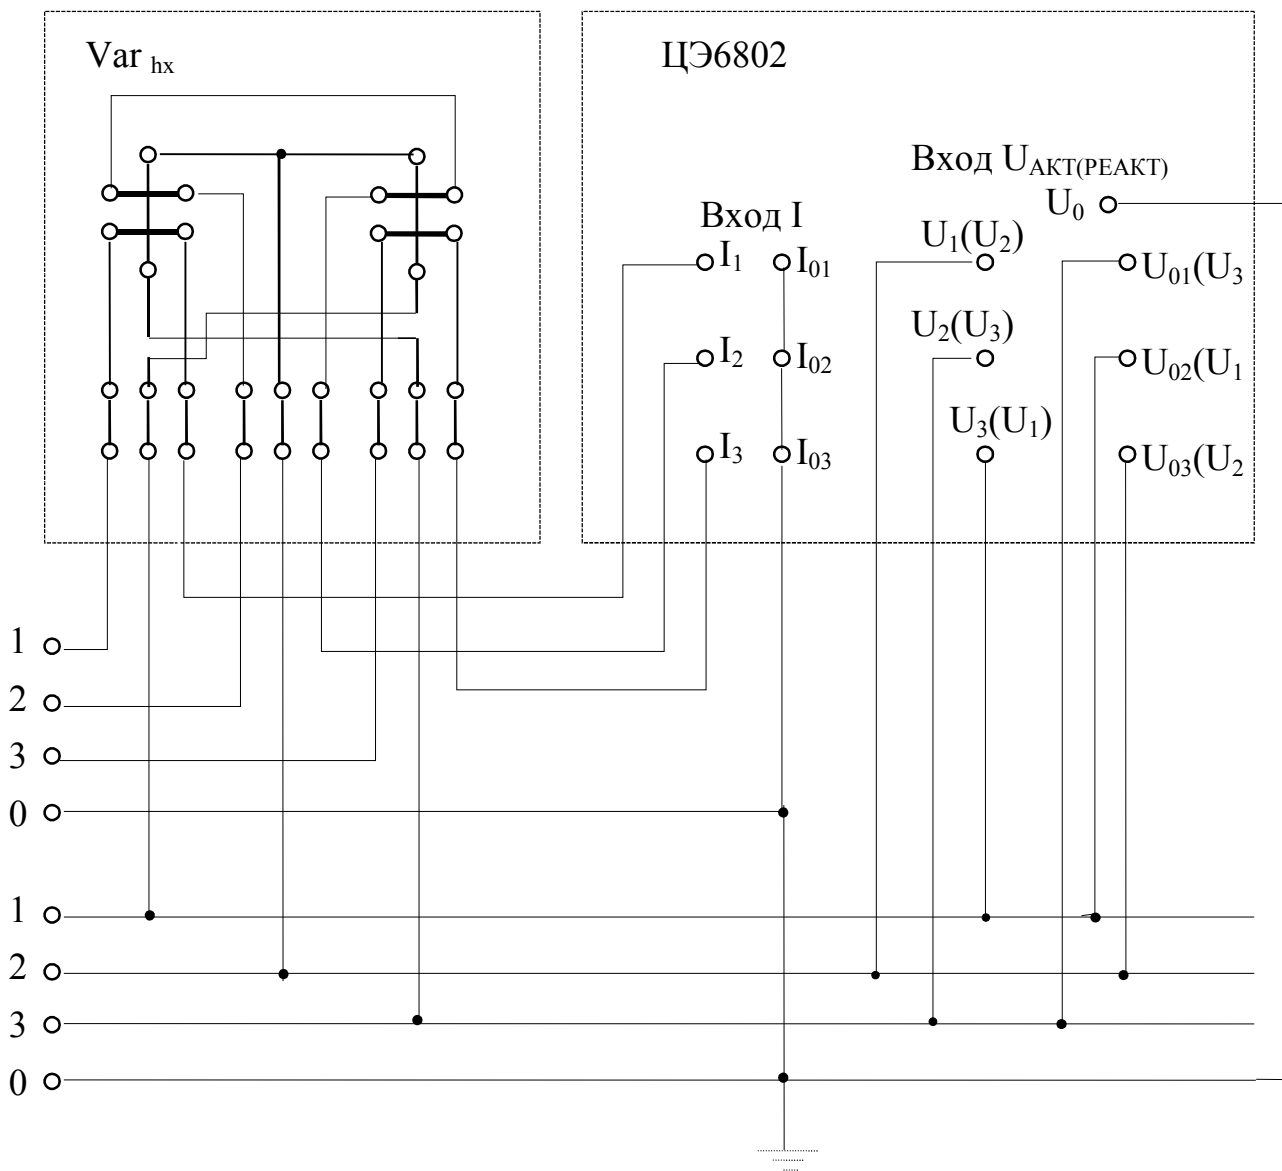 Var hx
ЦЭ6802
Вход UАКТ(РЕАКТ)
U0
Вход I
U1(U2)
I1
I01
U01(U3
U2(U3)
I2
I02
U02(U1
U3(U1)
I3
I03
U03(U2
1
2
3
0
1
2
3
0